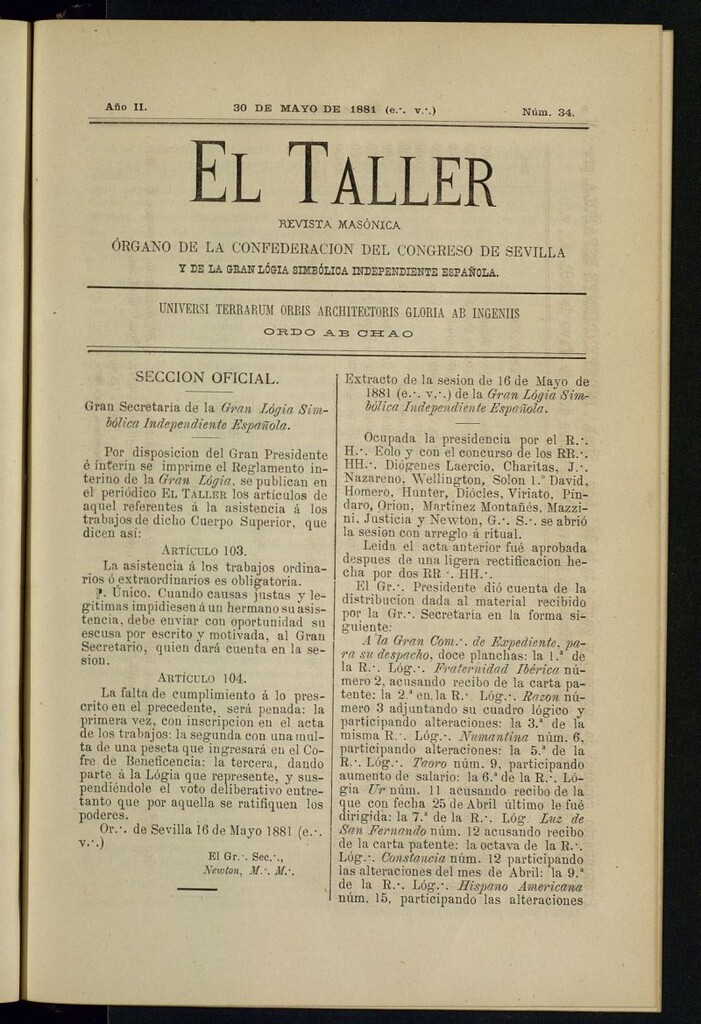 Año II.
30 DE MAYO DE 1881 (e.·. v.·.)
Núm. 34.
EL TALLER
REVISTA MASÓNICA
ÓRGANO DE LA CONFEDERACION DEL CONGRESO DE SEVILLA
Y DE LA GRAN LÓGIA SIMBÓLICA INDEPENDIENTE ESPAÑOLA.
UNIVERSI TERRARUM ORBIS ARCHITECTORIS GLORIA AB INGENIIS
ORDO AB CHAO
SECCION OFICIAL.
Gran Secretaría de la Gran Lógia Sim-
bólica Independiente Española.
Por disposicion del Gran Presidente
é ínterin se imprime el Reglamento in-
terino de la Gran Lógia, se publican en
el periódico EL TALLER los artículos de
aquel referentes á la asistencia á los
trabajos de dicho Cuerpo Superior, que
dicen así:
ARTÍCULO 103.
La asistencia á los trabajos ordina-
rios ó extraordinarios es obligatoria.
P. Unico. Cuando causas justas y le-
gítimas impidiesen á un hermano su asis-
tencia, debe enviar con oportunidad su
escusa por escrito y motivada, al Gran
Secretario, quien dará cuenta en la se-
sion.
ARTÍCULO 104.
La falta de cumplimiento á lo pres-
crito en el precedente, será penada: la
primera vez, con inscripcion en el acta
de los trabajos: la segunda con una mul-
ta de una peseta que ingresará en el Co-
fre de Beneficencia: la tercera, dando
parte á la Lógia que represente, y sus-
pendiéndole el voto deliberativo entre-
tanto que por aquella se ratifiquen los
poderes.
Or.·. de Sevilla 16 de Mayo 1881 (e.·.
v.·.)
El Gr.·. Sec.·.,
Newton, M.·. M.·.
Extracto de la sesion de 16 de Mayo de
1881 (e.·. v.·.) de la Gran Lógia Sim-
bólica Independiente Española.
Ocupada la presidencia por el R.·.
H.·. Eolo y con el concurso de los RR.·.
HH.·. Diógenes Laercio, Charitas, J.·.
Nazareno, Wellington, Solon 1.º David,
Homero, Hunter, Diócles, Viriato, Pín-
daro, Orion, Martinez Montañés, Mazzi-
ni, Justicia y Newton, G.·. S.·. se abrió
la sesion con arreglo á ritual.
Leida el acta anterior fué aprobada
despues de una ligera rectificacion he-
cha por dos RR.·. HH.·.
El Gr.·. Presidente dió cuenta de la
distribucion dada al material recibido
por la Gr.·. Secretaría en la forma si-
guiente:
A la Gran Com.·. de Expediente, pa-
ra su despacho, doce planchas: la 1.ª de
la R.·. Lóg.·. Fraternidad Ibérica nú-
mero 2, acusando recibo de la carta pa-
tente: la 2.ª en la R.·. Lóg.·. Razon nú-
mero 3 adjuntando su cuadro lógico y
participando alteraciones: la 3.ª de la
misma R.·. Lóg.·. Numantina núm. 6,
participando alteraciones: la 5.ª de la
R.·. Lóg.·. Taoro núm. 9, participando
aumento de salario: la 6.ª de la R.·. Ló-
gia Ur núm. 11 acusando recibo de la
que con fecha 25 de Abril último le fué
dirigida: la 7.ª de la R.·. Lóg. Luz de
San Fernando núm. 12 acusando recibo
de la carta patente: la octava de la R.·.
Lóg.·. Constancia núm. 12 participando
las alteraciones del mes de Abril: la 9.ª
de la R.·. Lóg.·. Hispano Americana
núm. 15, participando las alteraciones